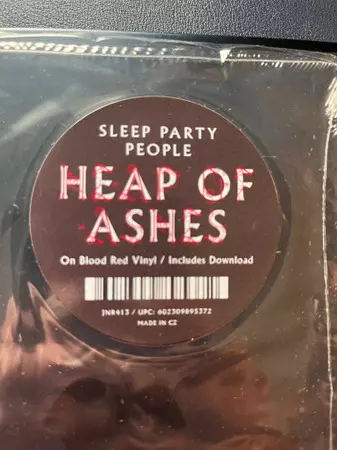 SLEEP PARTY
PEOPLE
HEAP OF
ASHES
On Blood Red Vinyl / Includes Download
JNR413 / UPC: 602309895372
MADE IN CZ